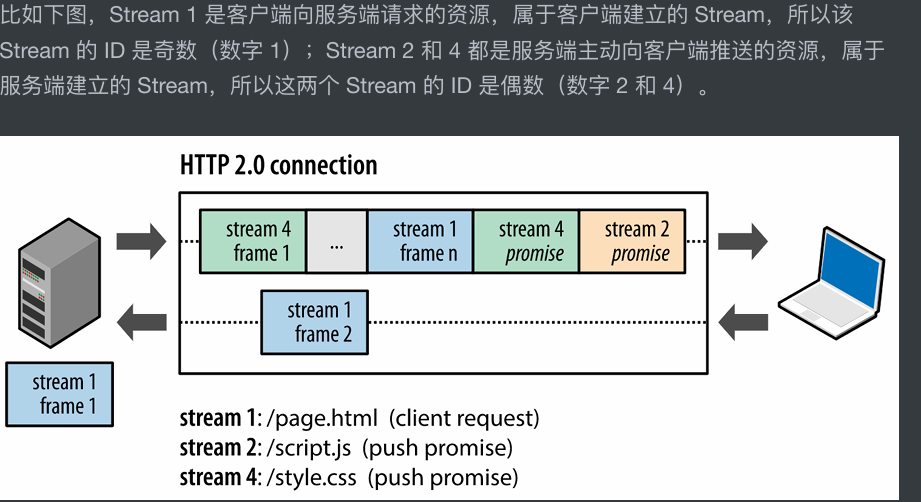 比如下图，Stream 1 是客户端向服务端请求的资源，属于客户端建立的 Stream，所以该
Stream 的 ID 是奇数（数字 1）；Stream 2 和 4 都是服务端主动向客户端推送的资源，属于
服务端建立的 Stream，所以这两个 Stream 的 ID 是偶数（数字 2 和 4）。
HTTP 2.0 connection
stream 4
frame 1
...
stream 1
frame n
stream 4
promise
stream 2
promise
stream 1
frame 2
stream 1
frame 1
stream 1: /page.html (client request)
stream 2: /script.js (push promise)
stream 4: /style.css (push promise)